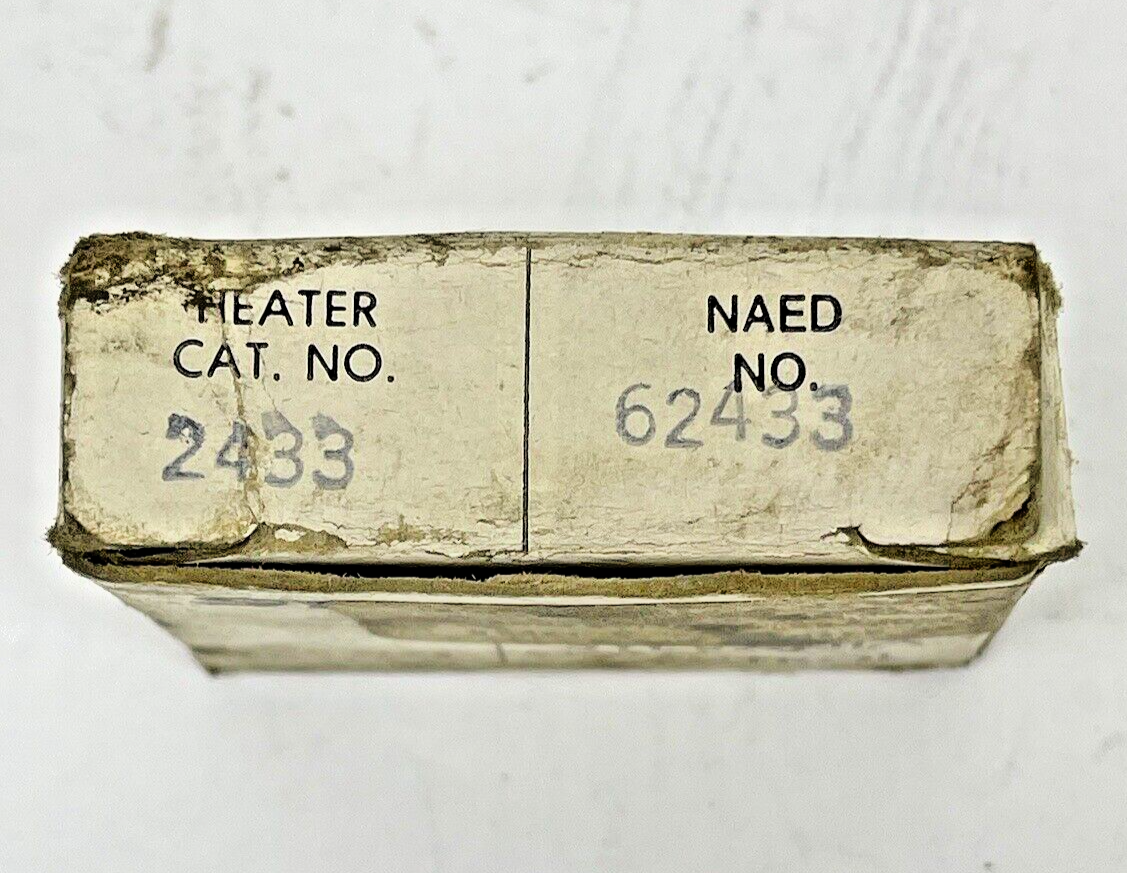 HEATER
CAT. NO.
2433
NAED
NO.
62433